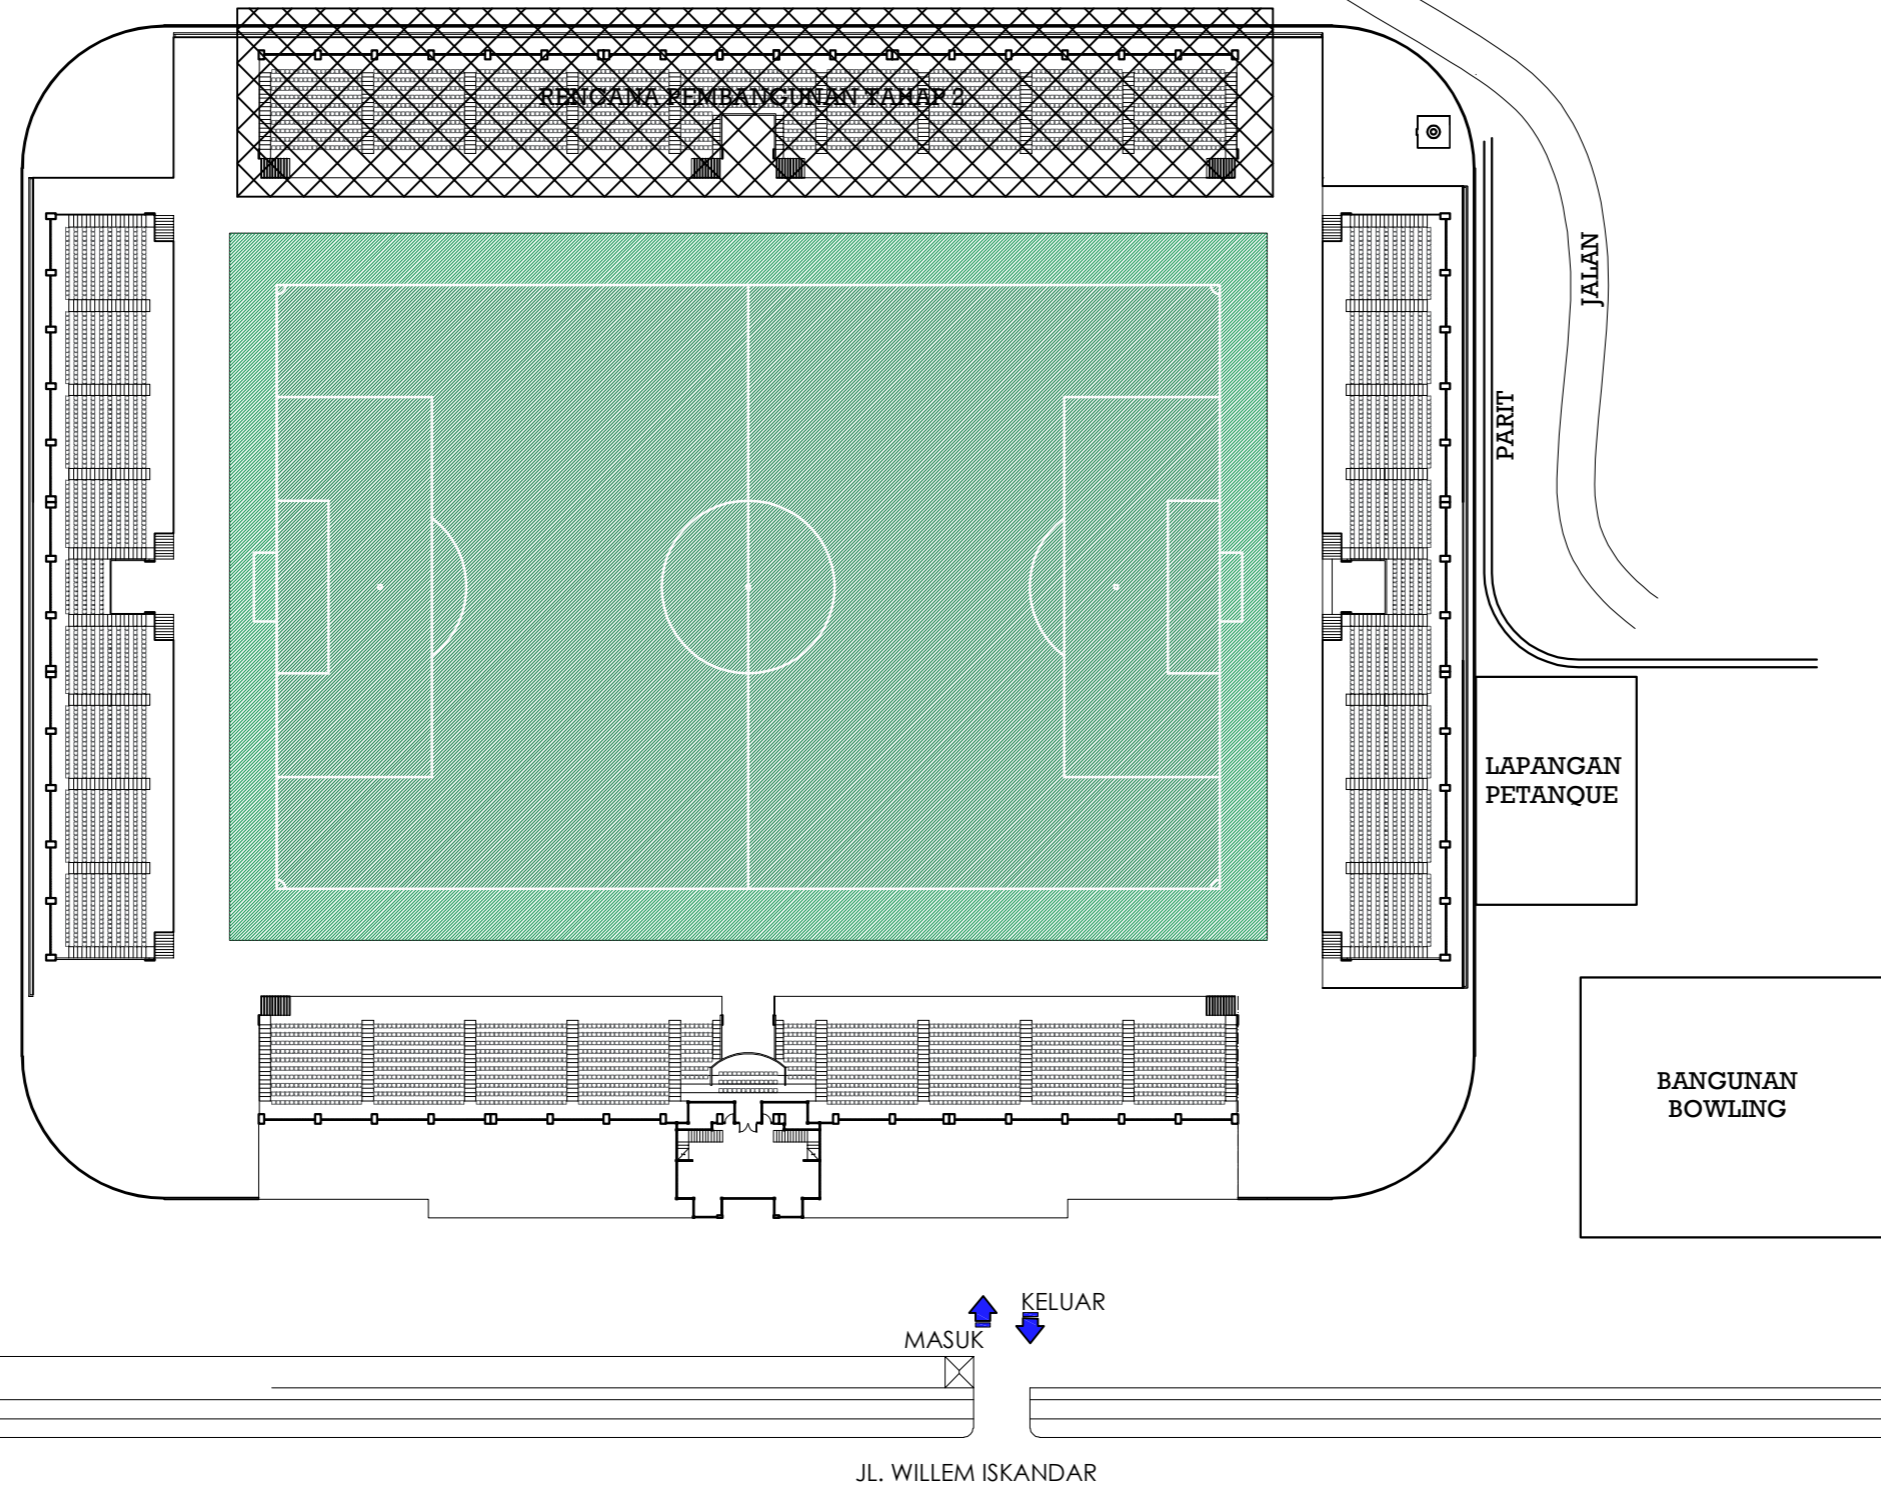 RENCANA PEMBANGUNAN TAHAP 2
JALAN
PARIT
LAPANGAN
PETANQUE
BANGUNAN
BOWLING
KELUAR
MASUK
JL. WILLEM ISKANDAR